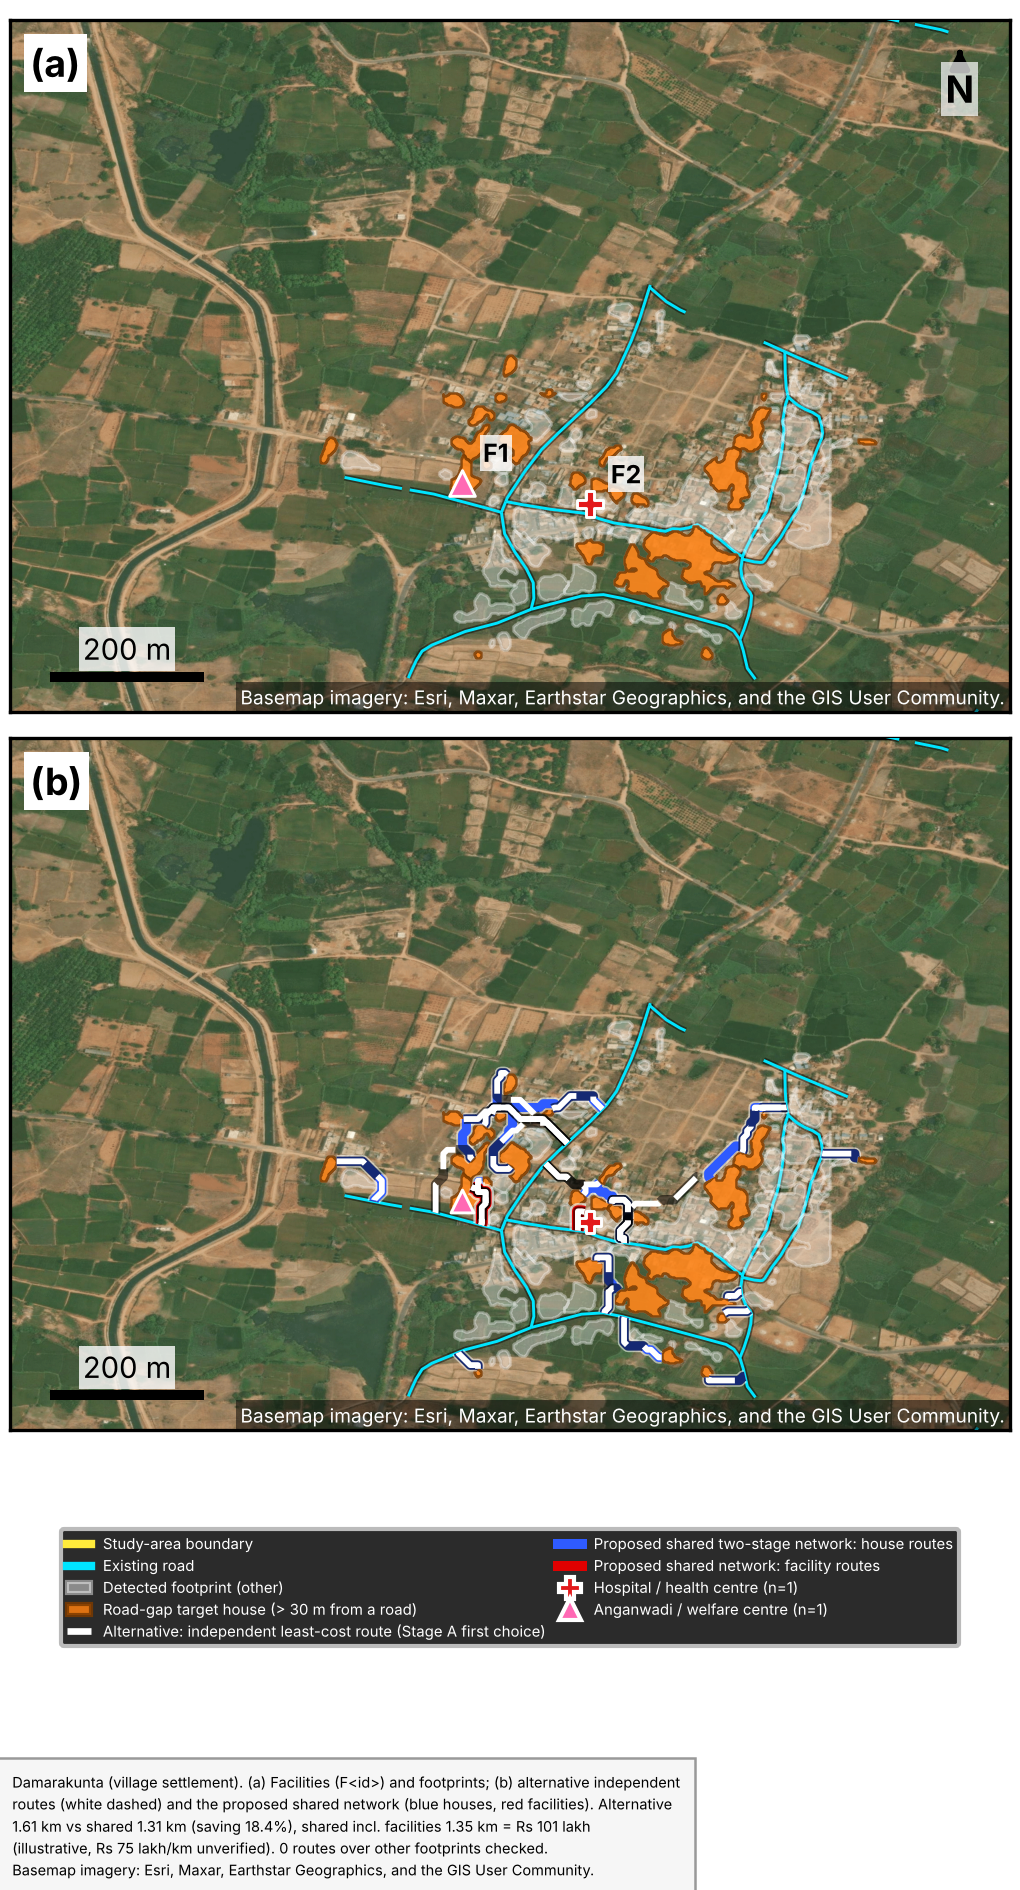 (a)
N
F1
F2
200 m
Basemap imagery: Esri, Maxar, Earthstar Geographics, and the GIS User Community.
(b)
200 m
Basemap imagery: Esri, Maxar, Earthstar Geographics, and the GIS User Community.
Study-area boundary
Existing road
Detected footprint (other)
Road-gap target house (> 30 m from a road)
Alternative: independent least-cost route (Stage A first choice)
Proposed shared two-stage network: house routes
Proposed shared network: facility routes
Hospital / health centre (n=1)
Anganwadi / welfare centre (n=1)
Damarakunta (village settlement). (a) Facilities (F<id>) and footprints; (b) alternative independent
routes (white dashed) and the proposed shared network (blue houses, red facilities). Alternative
1.61 km vs shared 1.31 km (saving 18.4%), shared incl. facilities 1.35 km = Rs 101 lakh
(illustrative, Rs 75 lakh/km unverified). 0 routes over other footprints checked.
Basemap imagery: Esri, Maxar, Earthstar Geographics, and the GIS User Community.